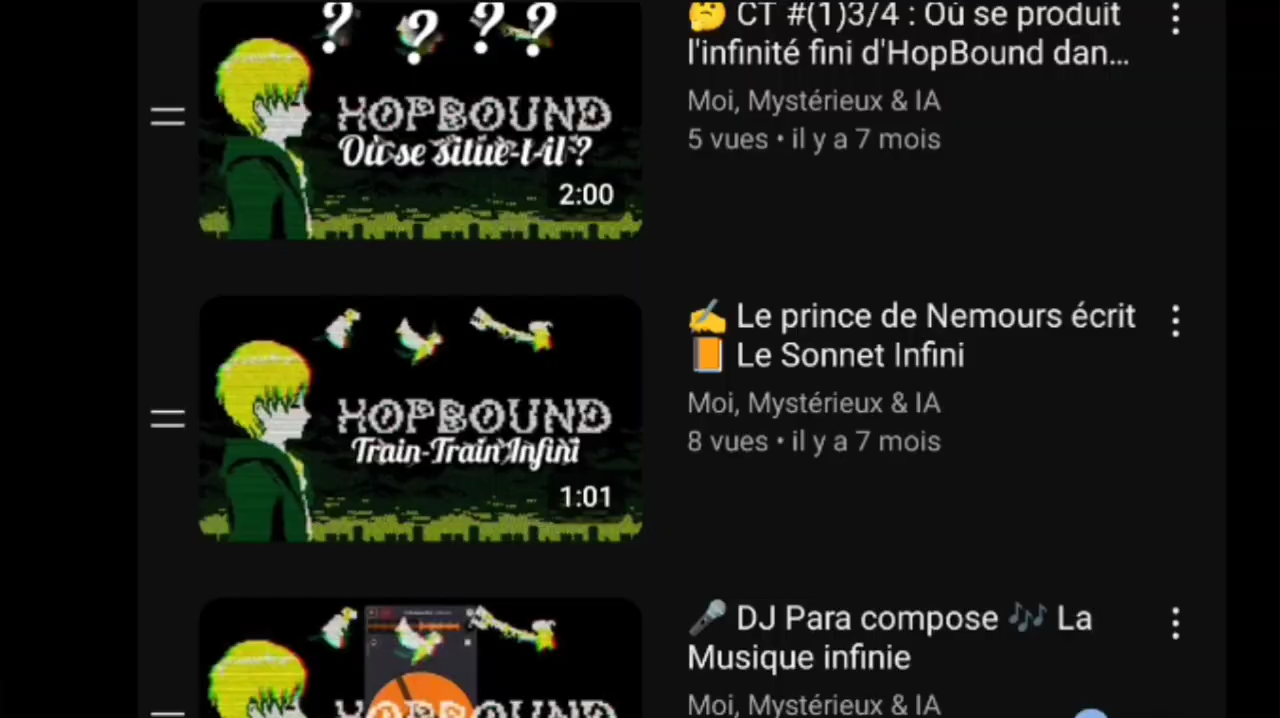 ? ? ? ?
HOPBOUND
Où se situe-t-il ?
2:00
🤔 CT #(1)3/4 : Où se produit
l'infinité fini d'HopBound dan...
Moi, Mystérieux & IA
5 vues • il y a 7 mois
HOPBOUND
Train-Train Infini
1:01
✍️ Le prince de Nemours écrit
📙 Le Sonnet Infini
Moi, Mystérieux & IA
8 vues • il y a 7 mois
HOPBOUND
🎤 DJ Para compose 🎶 La
Musique infinie
Moi, Mystérieux & IA